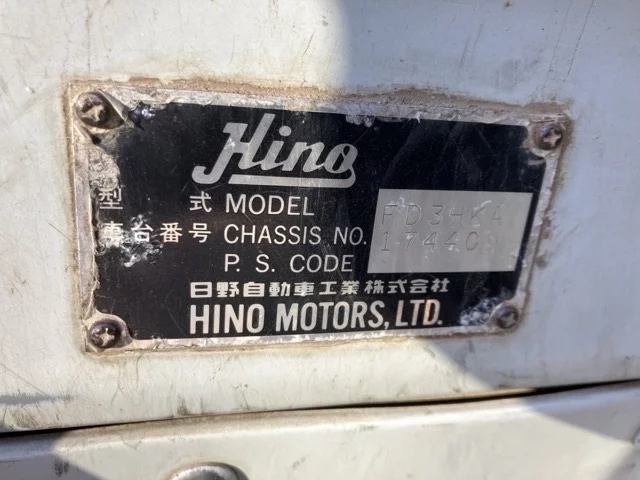 Hino
型 式 MODEL FD3HKA
車台番号 CHASSIS NO. 17440
P. S. CODE
日野自動車工業株式会社
HINO MOTORS, LTD.